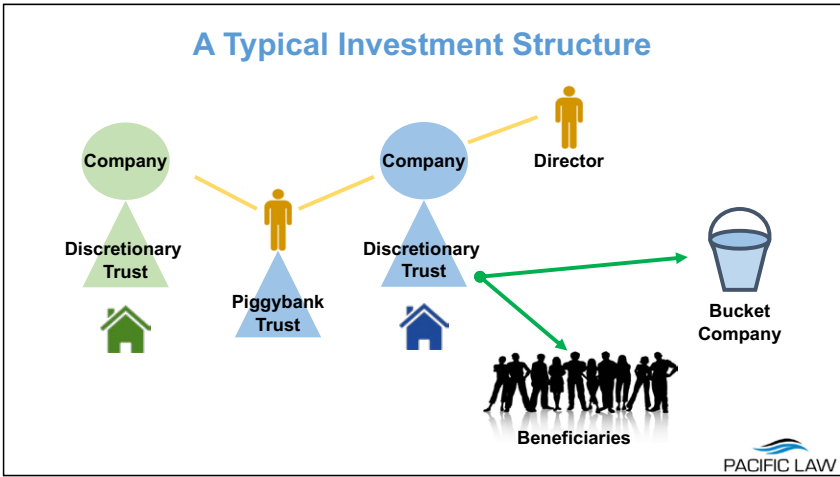 A Typical Investment Structure
Company
Company
Director
Discretionary
Trust
Discretionary
Trust
Piggybank
Trust
Bucket
Company
Beneficiaries
PACIFIC LAW